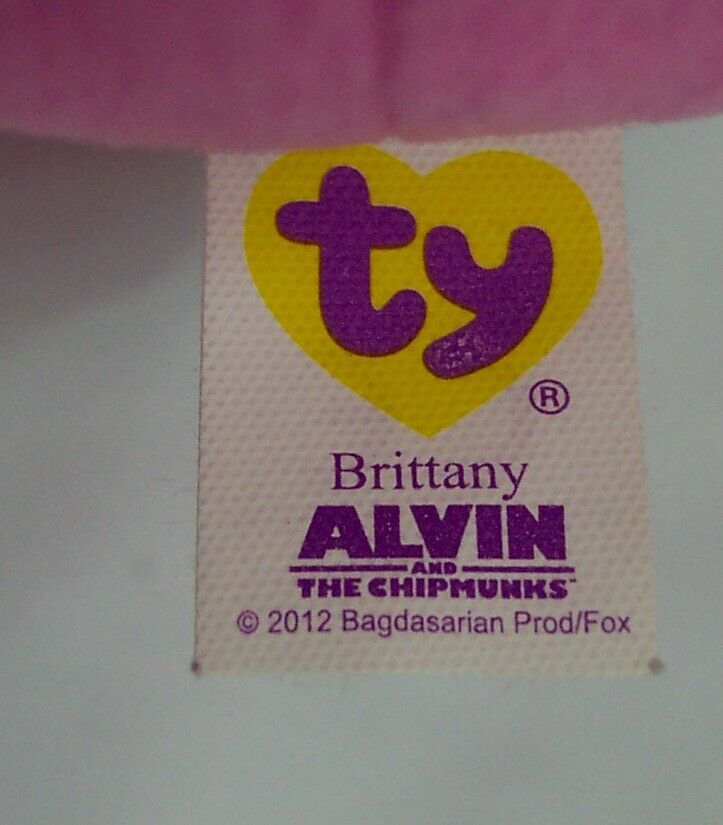 ty
®
Brittany
ALVIN
AND
THE CHIPMUNKS™
© 2012 Bagdasarian Prod/Fox